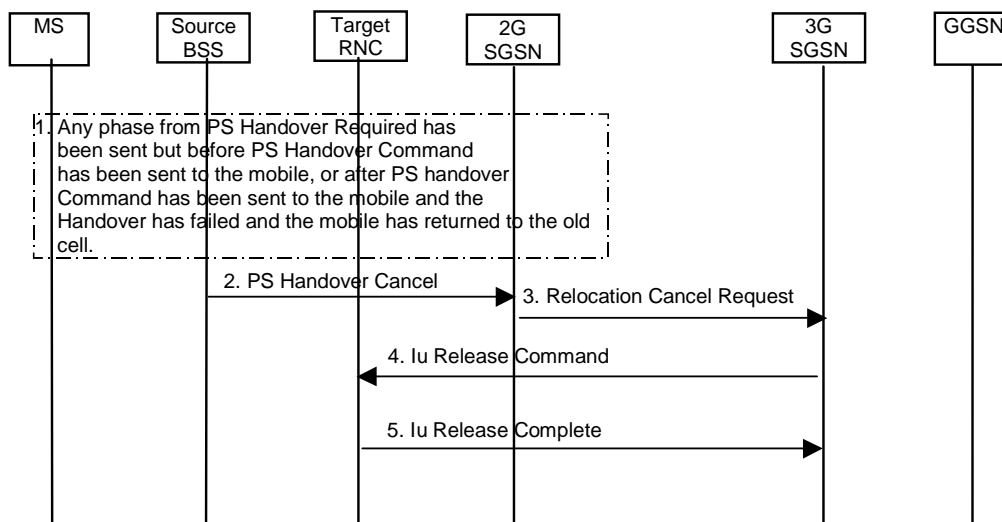 MS
Source
BSS
Target
RNC
2G
SGSN
3G
SGSN
GGSN
1. Any phase from PS Handover Required has
been sent but before PS Handover Command
has been sent to the mobile, or after PS handover
Command has been sent to the mobile and the
Handover has failed and the mobile has returned to the old
cell.
2. PS Handover Cancel
3. Relocation Cancel Request
4. Iu Release Command
5. Iu Release Complete